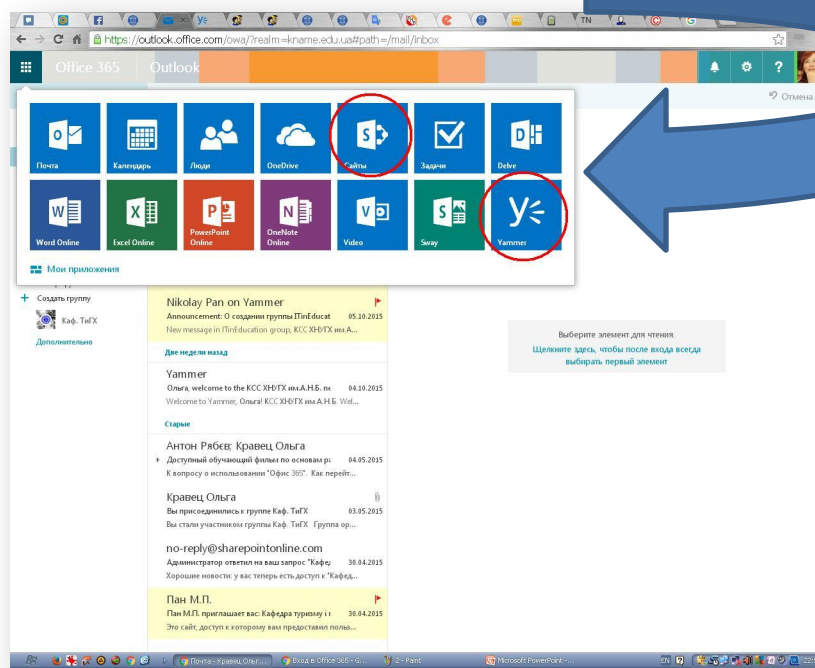 TN
https://outlook.office.com/owa/?realm=kname.edu.ua#path=/mail/inbox
Office 365 Outlook
?
Отмена
Почта Календарь Люди OneDrive Сайты Задачи Delve
Word Online Excel Online PowerPoint Online OneNote Online Video Sway Yammer
Мои приложения
+ Создать группу
Каф. ТиГХ
Дополнительно
Nikolay Pan on Yammer
Announcement: О создании группы ITinEducat 05.10.2015
New message in ITinEducation group, КСС ХНУГХ им.А...
Две недели назад
Yammer
Ольга, welcome to the КСС ХНУГХ им.А.Н.Б. ne 04.10.2015
Welcome to Yammer, Ольга! КСС ХНУГХ им.А.Н.Б. Wel...
Старые
Антон Рябєв; Кравец Ольга
Доступный обучающий фильм по основам ра 04.05.2015
К вопросу о использовании "Офис 365". Как перейт...
Кравец Ольга
Вы присоединились к группе Каф. ТиГХ 03.05.2015
Вы стали участником группы Каф. ТиГХ Группа ор...
no-reply@sharepointonline.com
Администратор ответил на ваш запрос "Кафед 30.04.2015
Хорошие новости: у вас теперь есть доступ к "Кафед...
Пан М.П.
Пан М.П. приглашает вас: Кафедра туризму і г 30.04.2015
Это сайт, доступ к которому вам предоставил польз...
Выберите элемент для чтения.
Щелкните здесь, чтобы после входа всегда
выбирать первый элемент
Почта - Кравец Ольг... Вход в Office 365 - G... 2 - Paint Microsoft PowerPoint -... EN